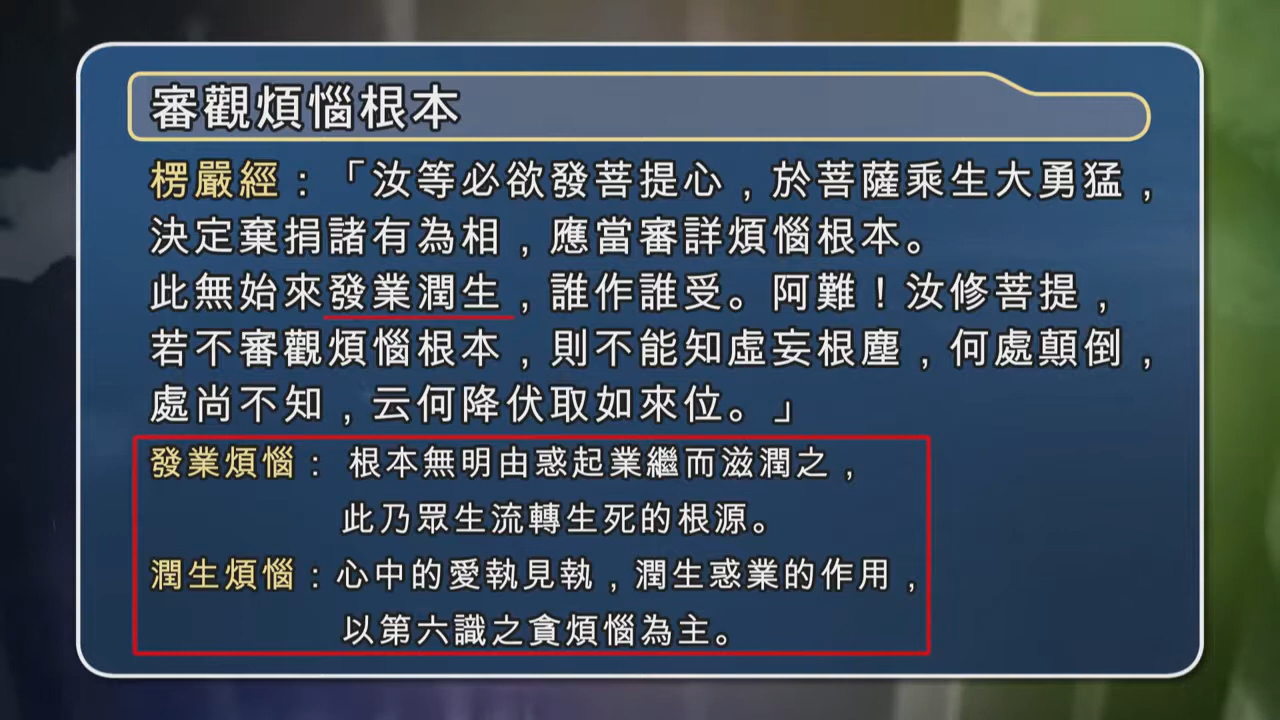 審觀煩惱根本
楞嚴經：「汝等必欲發菩提心，於菩薩乘生大勇猛，
決定棄捐諸有為相，應當審詳煩惱根本。
此無始來發業潤生，誰作誰受。阿難！汝修菩提，
若不審觀煩惱根本，則不能知虛妄根塵，何處顛倒，
處尚不知，云何降伏取如來位。」
發業煩惱： 根本無明由惑起業繼而滋潤之，
此乃眾生流轉生死的根源。
潤生煩惱：心中的愛執見執，潤生惑業的作用，
以第六識之貪煩惱為主。